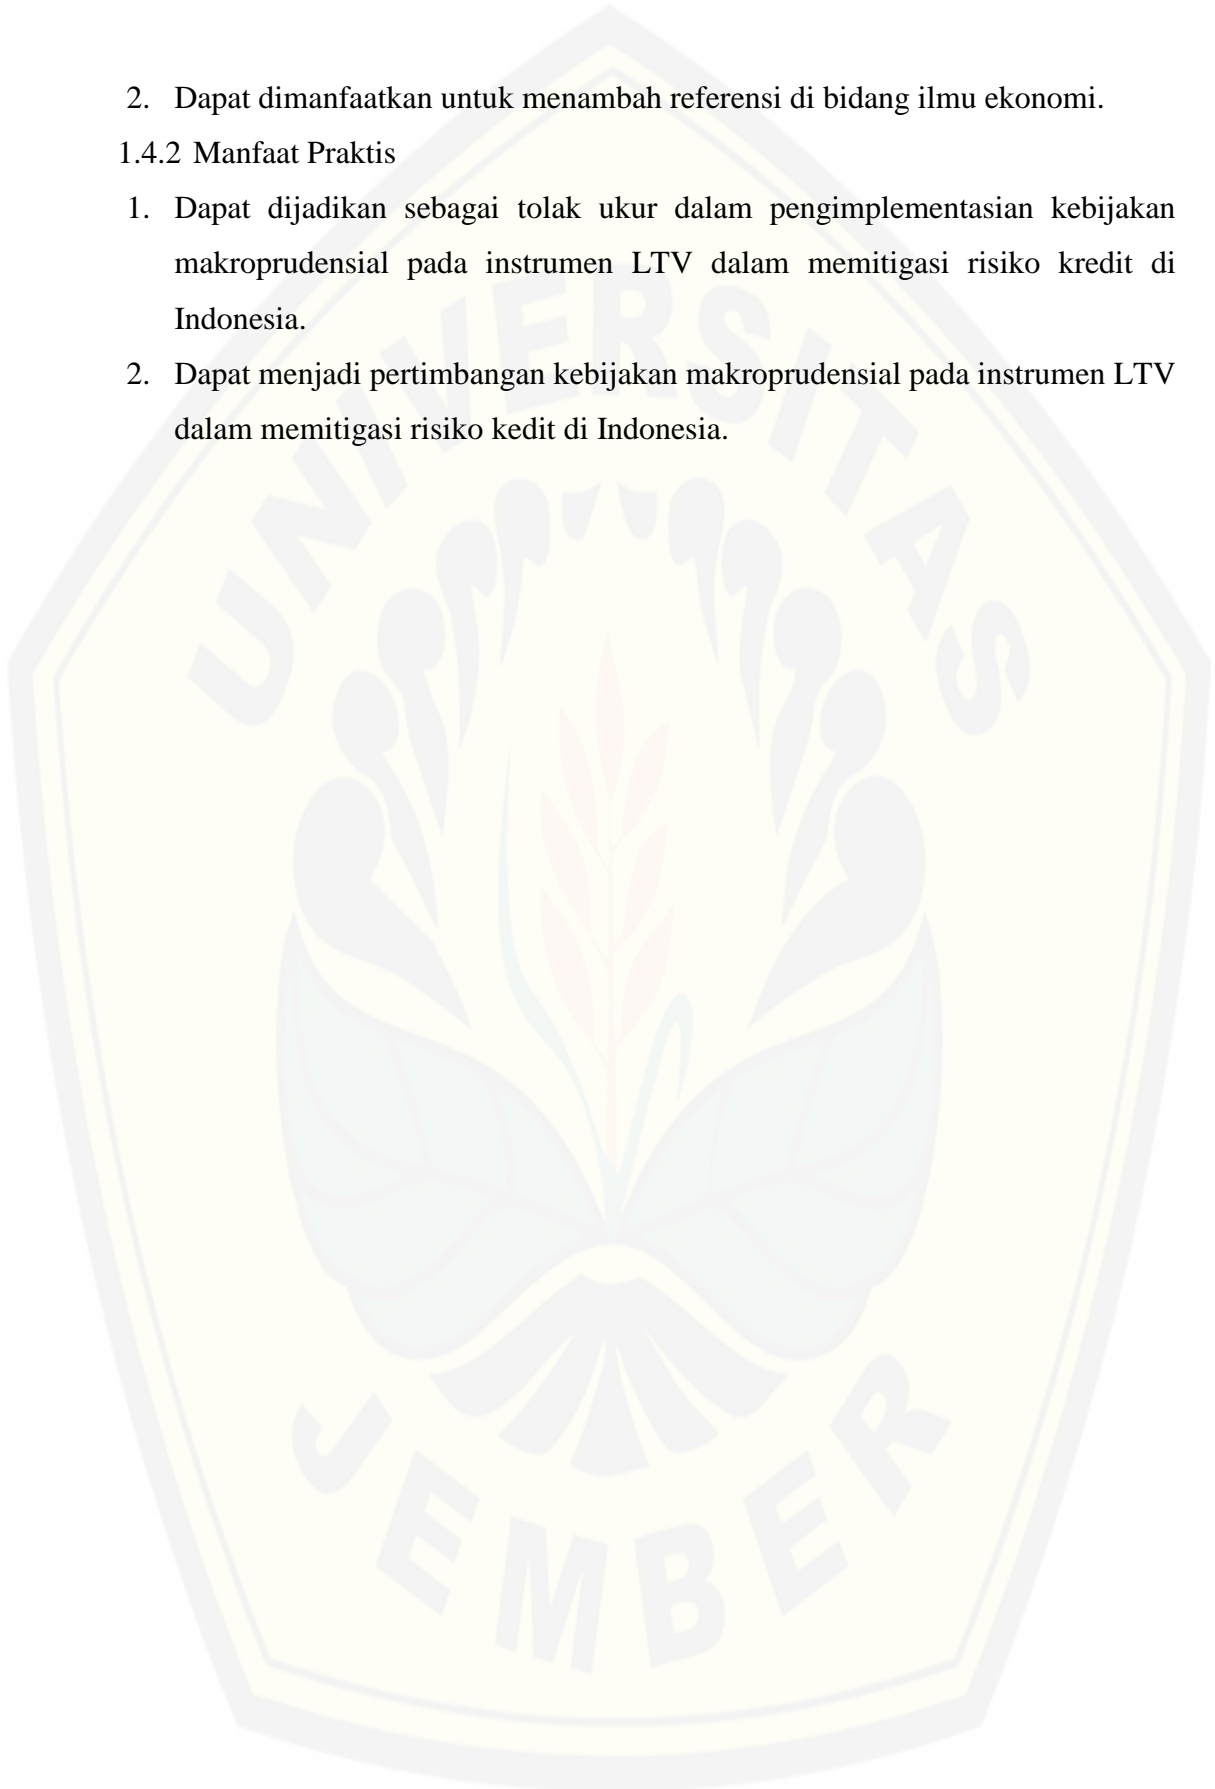 2. Dapat dimanfaatkan untuk menambah referensi di bidang ilmu ekonomi.
1.4.2 Manfaat Praktis
1. Dapat dijadikan sebagai tolak ukur dalam pengimplementasian kebijakan
makroprudensial pada instrumen LTV dalam memitigasi risiko kredit di
Indonesia.
2. Dapat menjadi pertimbangan kebijakan makroprudensial pada instrumen LTV
dalam memitigasi risiko kedit di Indonesia.
UNIVERSITAS
JEMBER